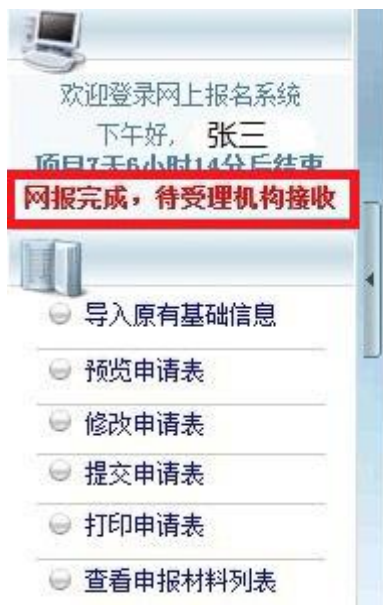 欢迎登录网上报名系统
下午好, 张三
项目7天6小时14分后结束
网报完成，待受理机构接收
导入原有基础信息
预览申请表
修改申请表
提交申请表
打印申请表
查看申报材料列表